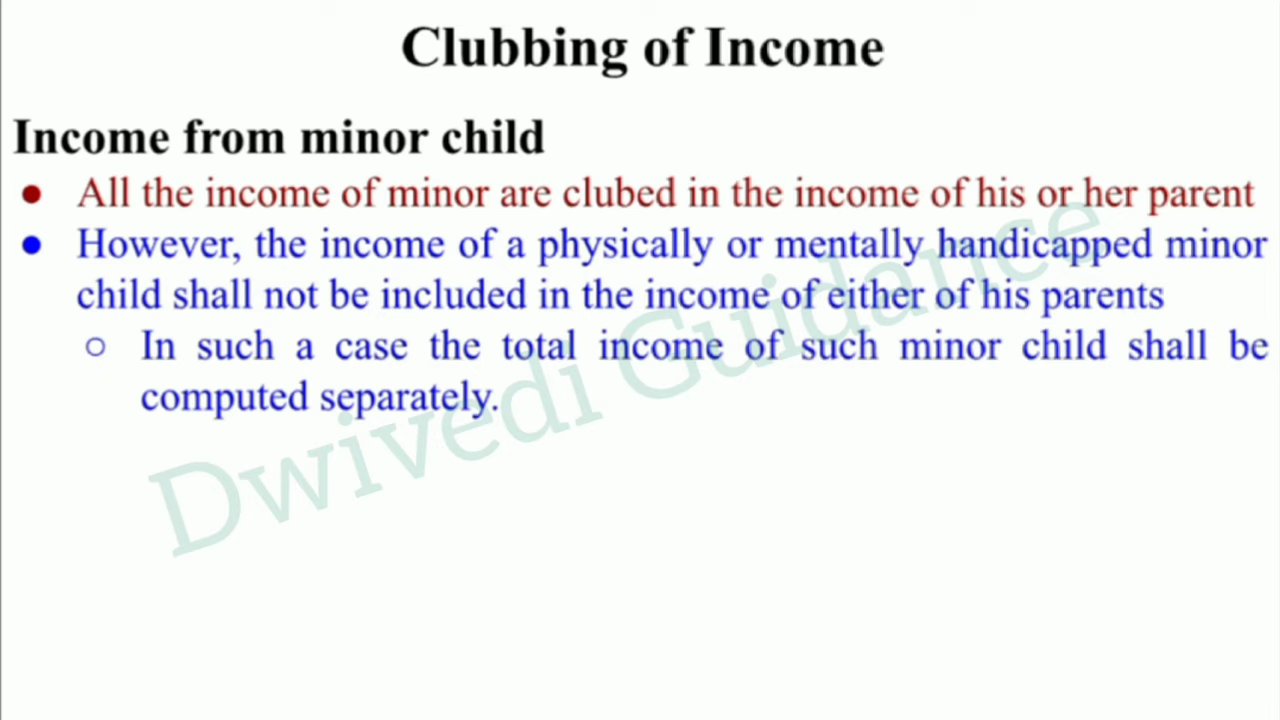 Clubbing of Income
Income from minor child
● All the income of minor are clubed in the income of his or her parent
● However, the income of a physically or mentally handicapped minor
child shall not be included in the income of either of his parents
○ In such a case the total income of such minor child shall be
computed separately.
Dwivedi Guidance